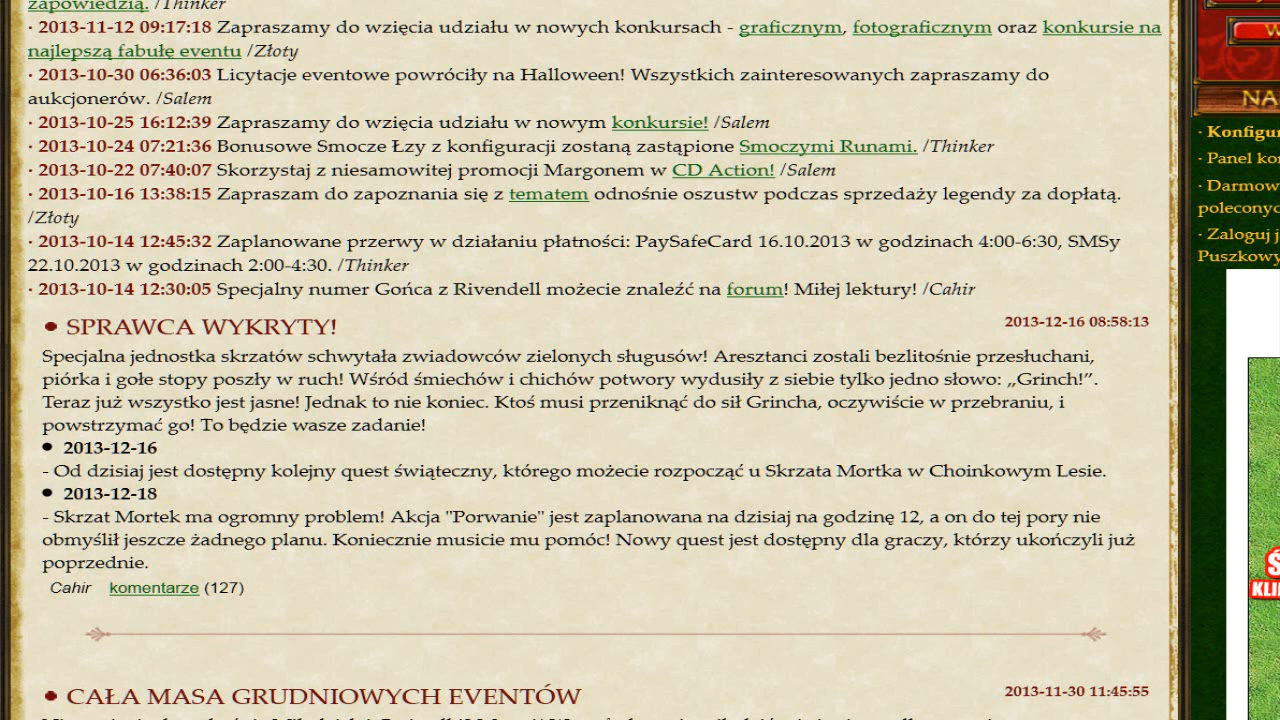 zapowiedzią. /Thinker
· 2013-11-12 09:17:18 Zapraszamy do wzięcia udziału w nowych konkursach - graficznym, fotograficznym oraz konkursie na
najlepszą fabułę eventu /Złoty
· 2013-10-30 06:36:03 Licytacje eventowe powróciły na Halloween! Wszystkich zainteresowanych zapraszamy do
aukcjonerów. /Salem
· 2013-10-25 16:12:39 Zapraszamy do wzięcia udziału w nowym konkursie! /Salem
· 2013-10-24 07:21:36 Bonusowe Smocze Łzy z konfiguracji zostaną zastąpione Smoczymi Runami. /Thinker
· 2013-10-22 07:40:07 Skorzystaj z niesamowitej promocji Margonem w CD Action! /Salem
· 2013-10-16 13:38:15 Zapraszam do zapoznania się z tematem odnośnie oszustw podczas sprzedaży legendy za dopłatą.
/Złoty
· 2013-10-14 12:45:32 Zaplanowane przerwy w działaniu płatności: PaySafeCard 16.10.2013 w godzinach 4:00-6:30, SMSy
22.10.2013 w godzinach 2:00-4:30. /Thinker
· 2013-10-14 12:30:05 Specjalny numer Gońca z Rivendell możecie znaleźć na forum! Miłej lektury! /Cahir
• SPRAWCA WYKRYTY! 2013-12-16 08:58:13
Specjalna jednostka skrzatów schwytała zwiadowców zielonych sługusów! Aresztanci zostali bezlitośnie przesłuchani,
piórka i gołe stopy poszły w ruch! Wśród śmiechów i chichów potwory wydusiły z siebie tylko jedno słowo: „Grinch!”.
Teraz już wszystko jest jasne! Jednak to nie koniec. Ktoś musi przeniknąć do sił Grincha, oczywiście w przebraniu, i
powstrzymać go! To będzie wasze zadanie!
• 2013-12-16
- Od dzisiaj jest dostępny kolejny quest świąteczny, którego możecie rozpocząć u Skrzata Mortka w Choinkowym Lesie.
• 2013-12-18
- Skrzat Mortek ma ogromny problem! Akcja "Porwanie" jest zaplanowana na dzisiaj na godzinę 12, a on do tej pory nie
obmyślił jeszcze żadnego planu. Koniecznie musicie mu pomóc! Nowy quest jest dostępny dla graczy, którzy ukończyli już
poprzednie.
Cahir komentarze (127)
• CAŁA MASA GRUDNIOWYCH EVENTÓW 2013-11-30 11:45:55
W
NA
· Konfigu
· Panel ko
· Darmow
poleconyc
· Zaloguj j
Puszkowy
Ś
KLI